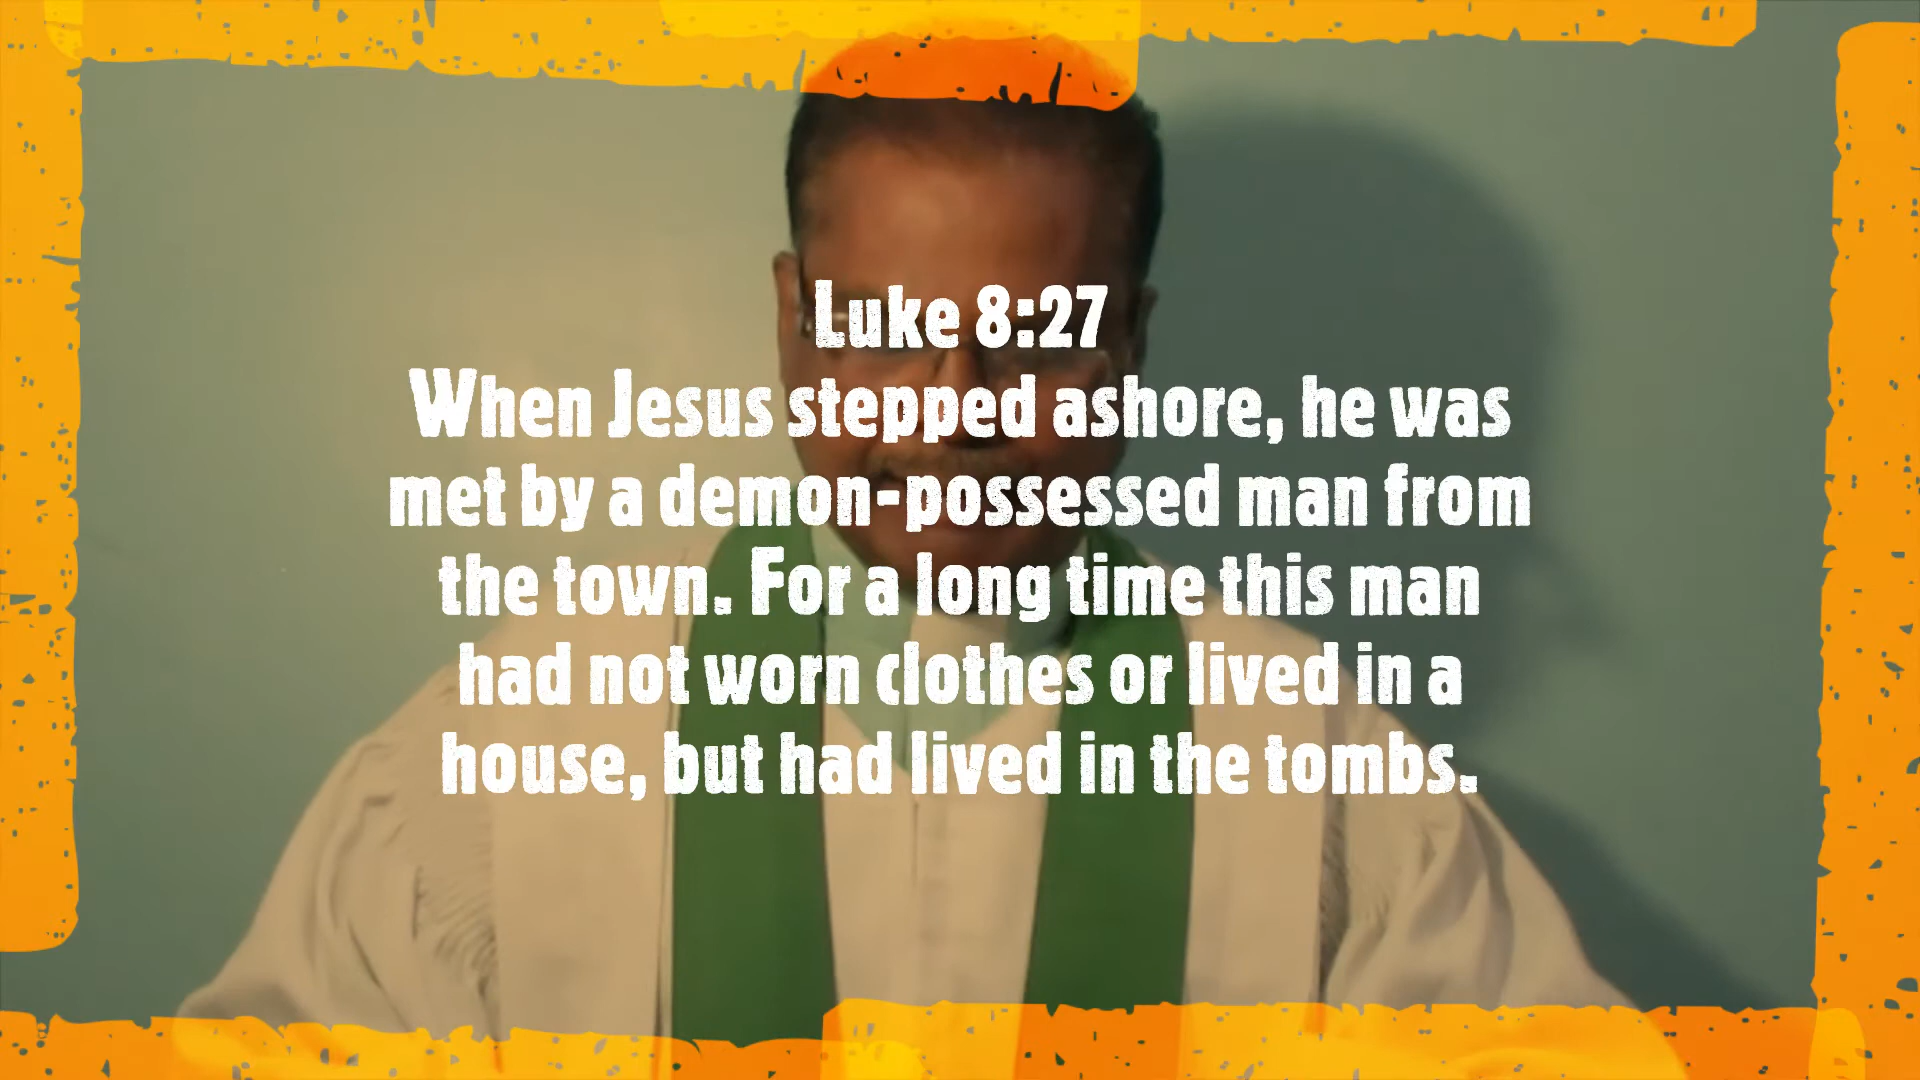 Luke 8:27
When Jesus stepped ashore, he was
met by a demon-possessed man from
the town. For a long time this man
had not worn clothes or lived in a
house, but had lived in the tombs.